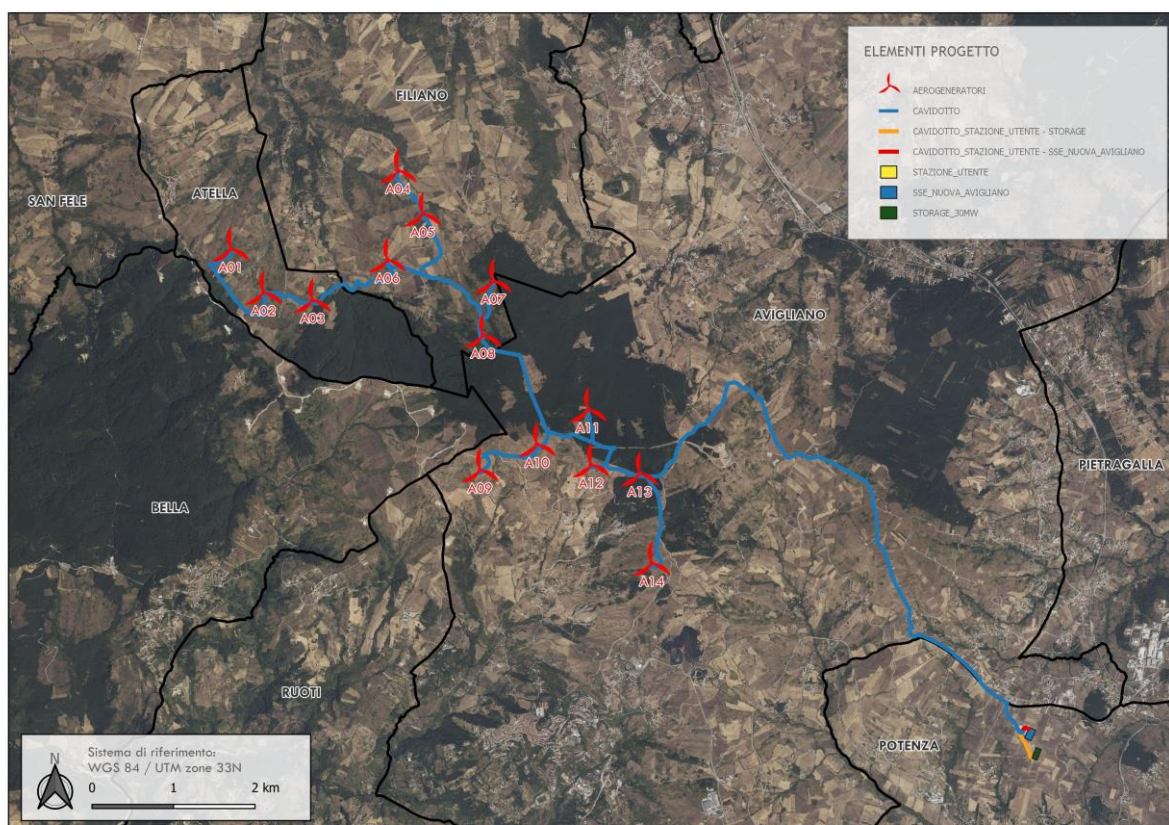 ELEMENTI PROGETTO
AEROGENERATORI
CAVIDOTTO
CAVIDOTTO_STAZIONE_UTENTE - STORAGE
CAVIDOTTO_STAZIONE_UTENTE - SSE_NUOVA_AVIGLIANO
STAZIONE_UTENTE
SSE_NUOVA_AVIGLIANO
STORAGE_30MW
FILIANO
ATELLA
SAN FELE
A04
A05
A01
A06
A02
A03
A07
A08
AVIGLIANO
A11
A10
A12
A09
A13
PIETRAGALLA
BELLA
A14
RUOTI
POTENZA
N
Sistema di riferimento:
WGS 84 / UTM zone 33N
0 1 2 km